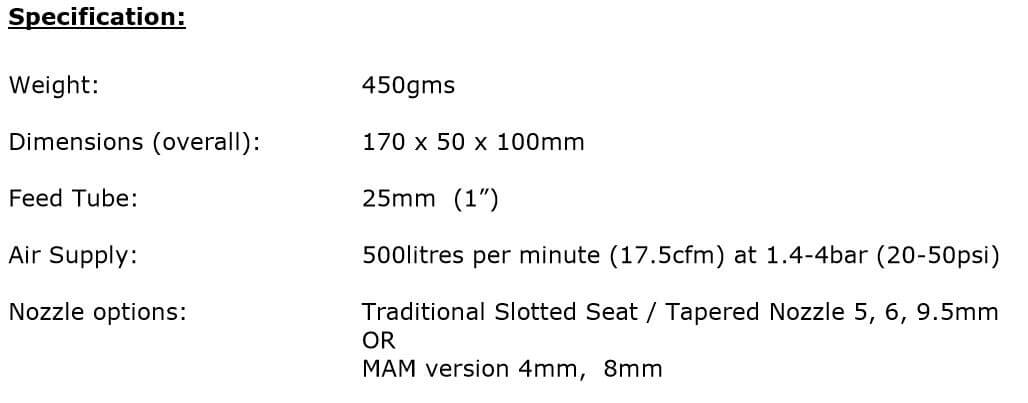 Specification:
Weight: 450gms
Dimensions (overall): 170 x 50 x 100mm
Feed Tube: 25mm  (1″)
Air Supply: 500litres per minute (17.5cfm) at 1.4-4bar (20-50psi)
Nozzle options: Traditional Slotted Seat / Tapered Nozzle 5, 6, 9.5mm
OR
MAM version 4mm,  8mm